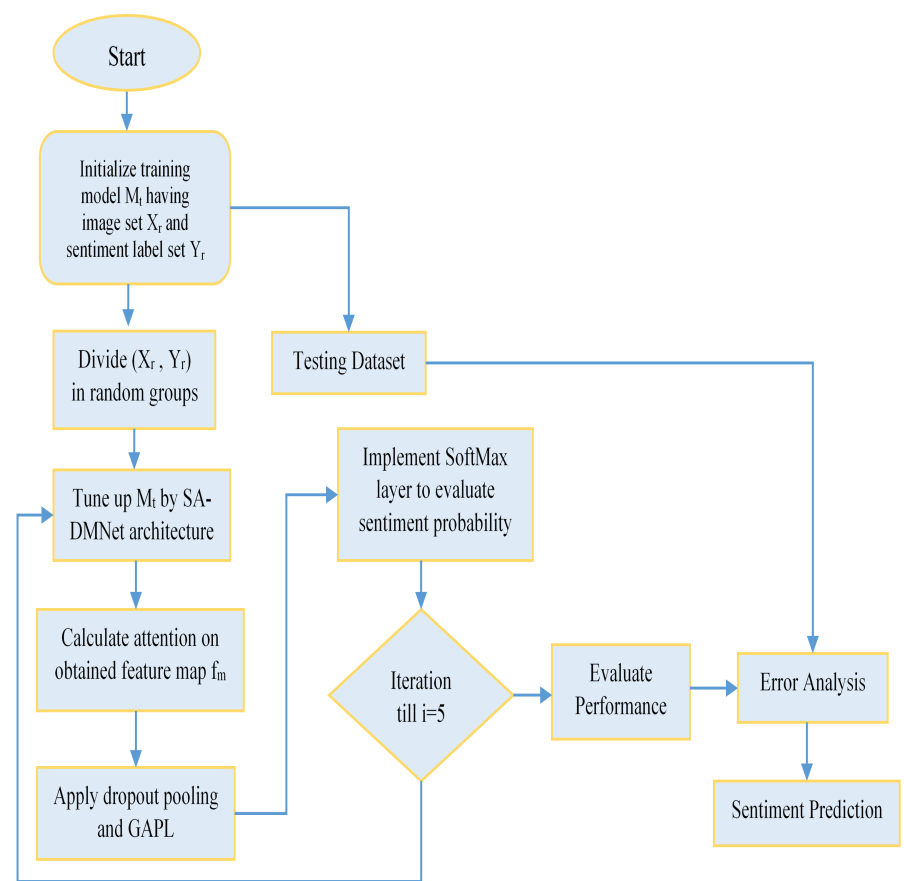 Start
Initialize training
model Mₜ having
image set Xᵣ and
sentiment label set Yᵣ
Divide (Xᵣ , Yᵣ)
in random groups
Testing Dataset
Tune up Mₜ by SA-
DMNet architecture
Implement SoftMax
layer to evaluate
sentiment probability
Calculate attention on
obtained feature map fₘ
Apply dropout pooling
and GAPL
Iteration
till i=5
Evaluate
Performance
Error Analysis
Sentiment Prediction